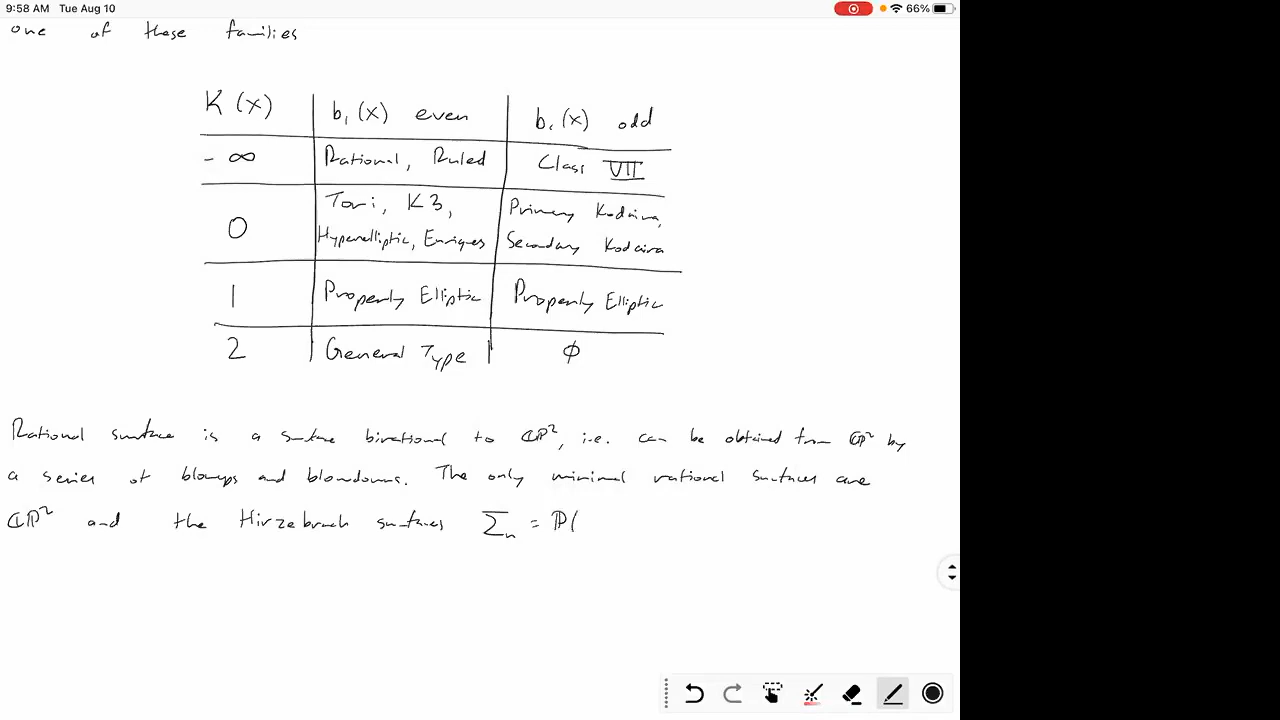 9:58 AM Tue Aug 10 66%
one of these families
K(X) b₁(X) even b₁(X) odd
-∞ Rational, Ruled Class VII
0 Tori, K3, Hyperelliptic, Enriques Primary Kodaira, Secondary Kodaira
1 Properly Elliptic Properly Elliptic
2 General Type ∅
Rational surface is a surface birational to ℂℙ², i.e. can be obtained from ℂℙ² by
a series of blowups and blowdowns. The only minimal rational surfaces are
ℂℙ² and the Hirzebruch surfaces Σₙ = ℙ(